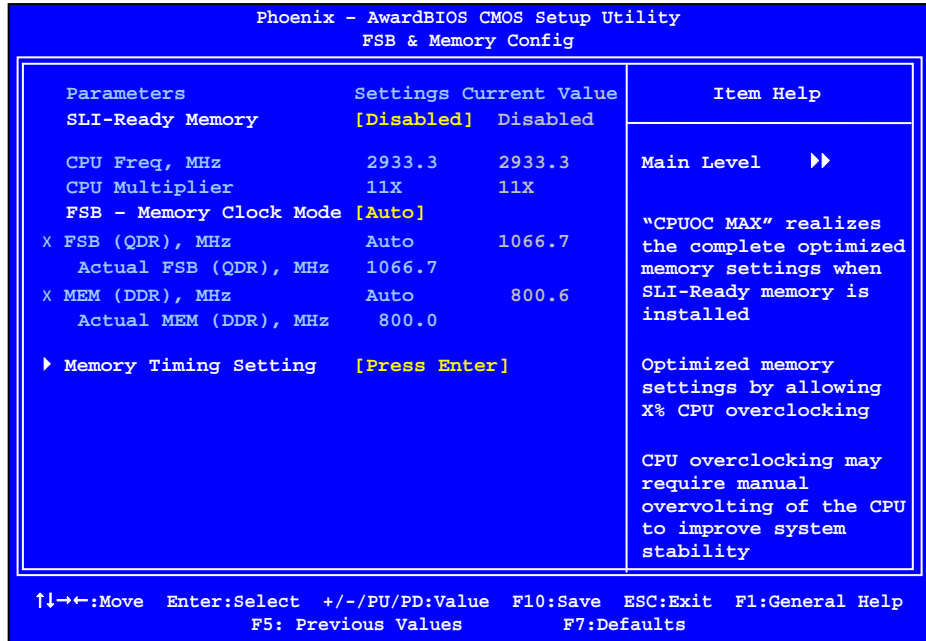 Phoenix – AwardBIOS CMOS Setup Utility
FSB & Memory Config
Parameters Settings Current Value
SLI-Ready Memory [Disabled] Disabled
CPU Freq, MHz 2933.3 2933.3
CPU Multiplier 11X 11X
FSB – Memory Clock Mode [Auto]
X FSB (QDR), MHz Auto 1066.7
Actual FSB (QDR), MHz 1066.7
X MEM (DDR), MHz Auto 800.6
Actual MEM (DDR), MHz 800.0
Memory Timing Setting [Press Enter]
Item Help
Main Level
“CPUOC MAX” realizes
the complete optimized
memory settings when
SLI-Ready memory is
installed
Optimized memory
settings by allowing
X% CPU overclocking
CPU overclocking may
require manual
overvolting of the CPU
to improve system
stability
↑↓→←:Move Enter:Select +/-/PU/PD:Value F10:Save ESC:Exit F1:General Help
F5: Previous Values F7:Defaults